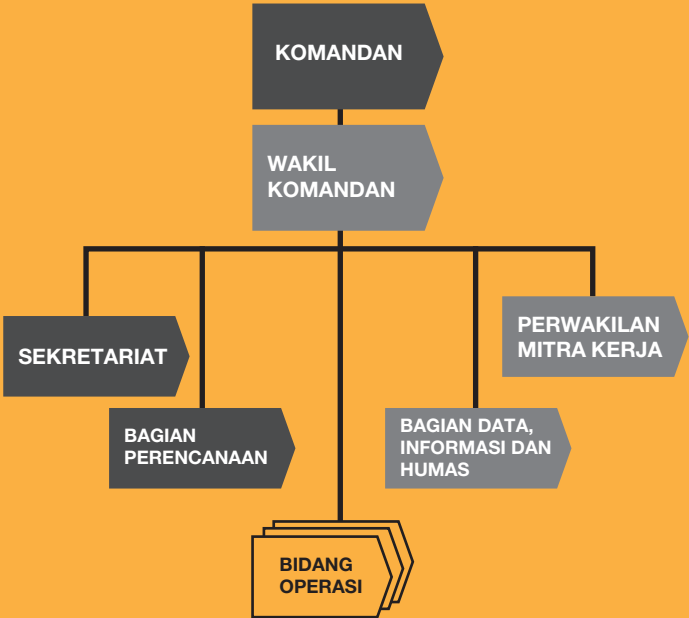 KOMANDAN
WAKIL
KOMANDAN
SEKRETARIAT
PERWAKILAN
MITRA KERJA
BAGIAN
PERENCANAAN
BAGIAN DATA,
INFORMASI DAN
HUMAS
BIDANG
OPERASI